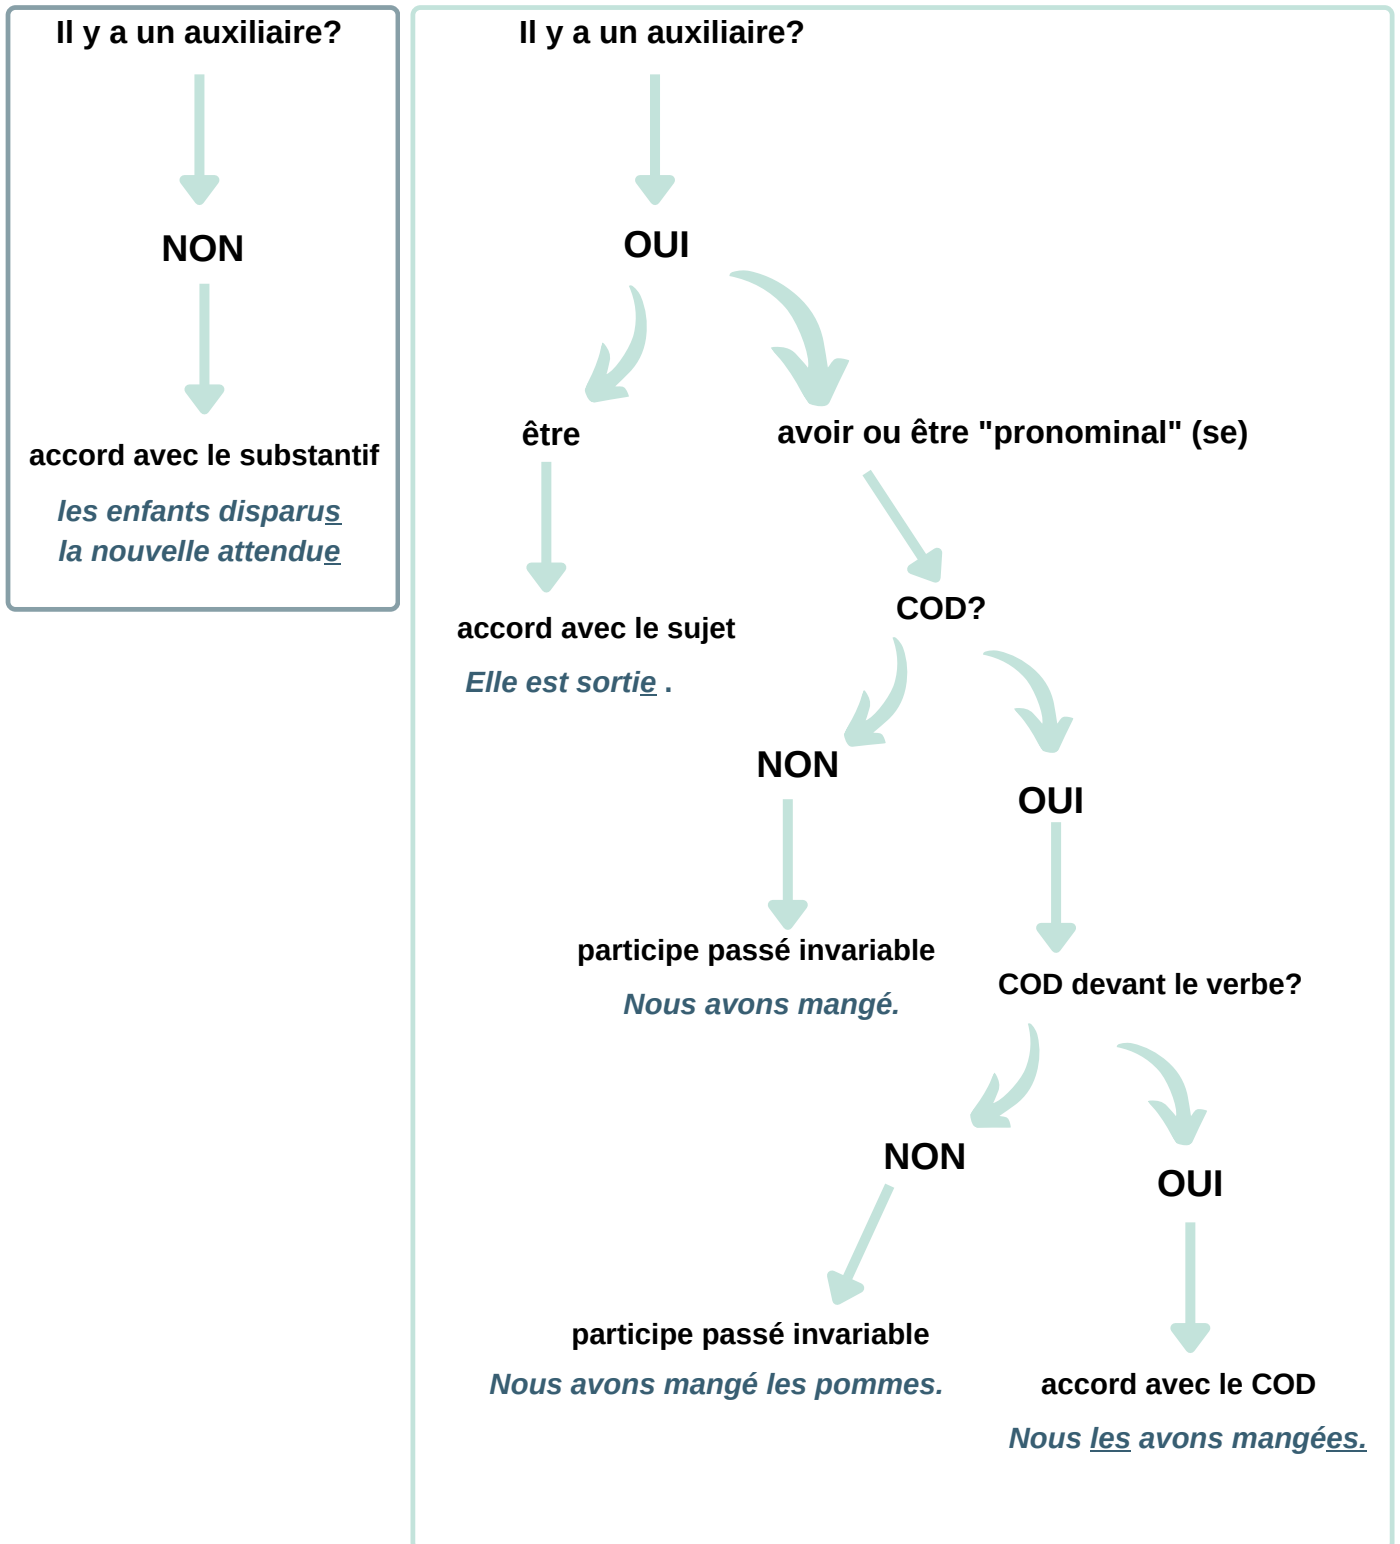 Il y a un auxiliaire?
NON
accord avec le substantif
les enfants disparus
la nouvelle attendue
Il y a un auxiliaire?
OUI
être
avoir ou être "pronominal" (se)
accord avec le sujet
Elle est sortie .
COD?
NON
OUI
participe passé invariable
Nous avons mangé.
COD devant le verbe?
NON
OUI
participe passé invariable
Nous avons mangé les pommes.
accord avec le COD
Nous les avons mangées.